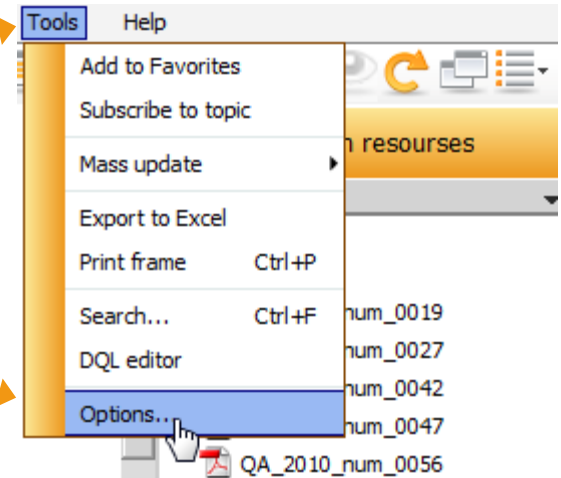 Tools Help
Add to Favorites
Subscribe to topic
Mass update
resourses
Export to Excel
Print frame Ctrl+P
Search... Ctrl+F
num_0019
DQL editor
num_0027
num_0042
Options...
num_0047
QA_2010_num_0056